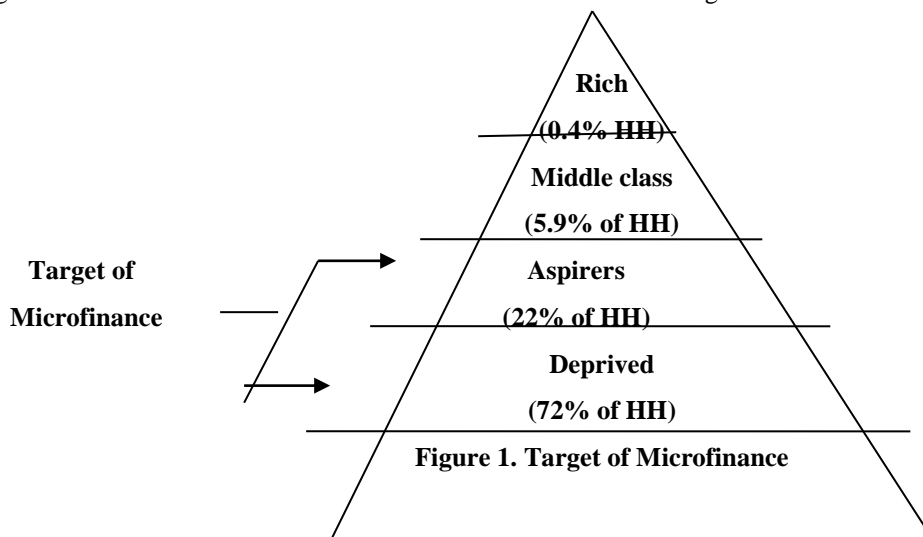 Rich
(0.4% HH)
Middle class
(5.9% of HH)
Target of
Microfinance
Aspirers
(22% of HH)
Deprived
(72% of HH)
Figure 1. Target of Microfinance